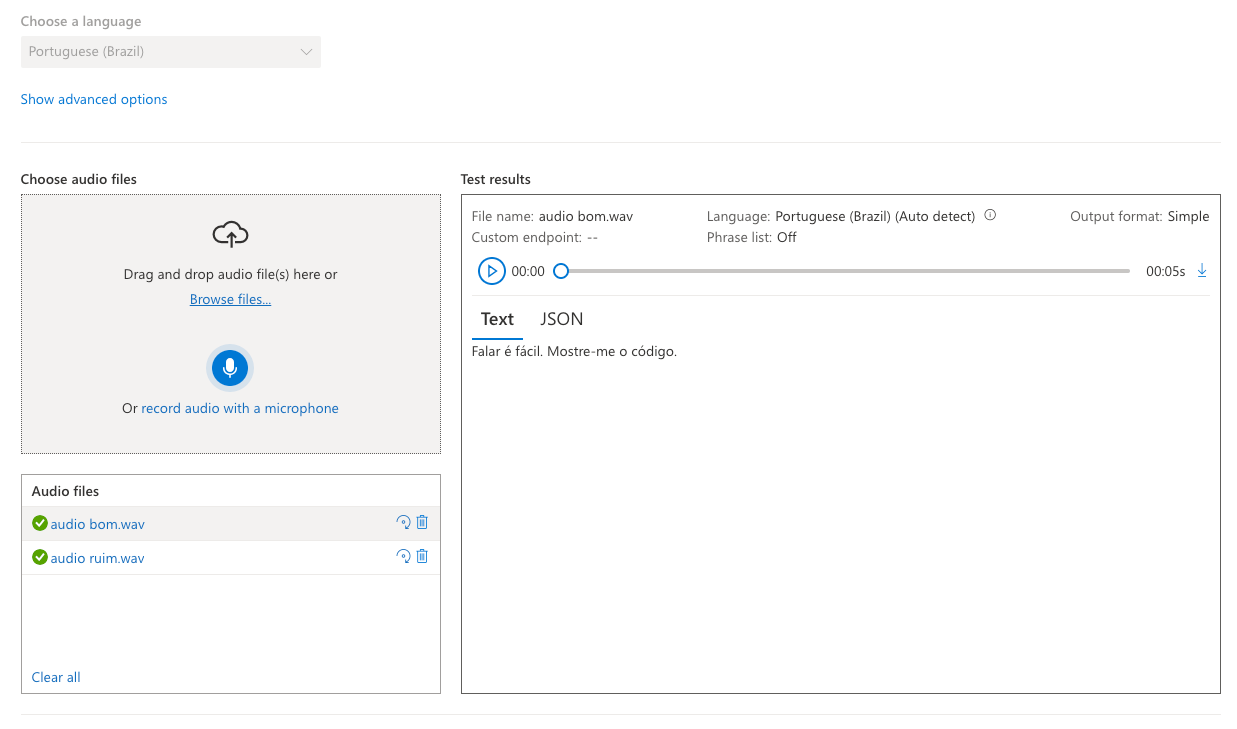 Choose a language
Portuguese (Brazil)
Show advanced options
Choose audio files
Drag and drop audio file(s) here or
Browse files...
Or record audio with a microphone
Audio files
audio bom.wav
audio ruim.wav
Clear all
Test results
File name: audio bom.wav
Language: Portuguese (Brazil) (Auto detect)
Output format: Simple
Custom endpoint: --
Phrase list: Off
00:00
00:05s
Text
JSON
Falar é fácil. Mostre-me o código.